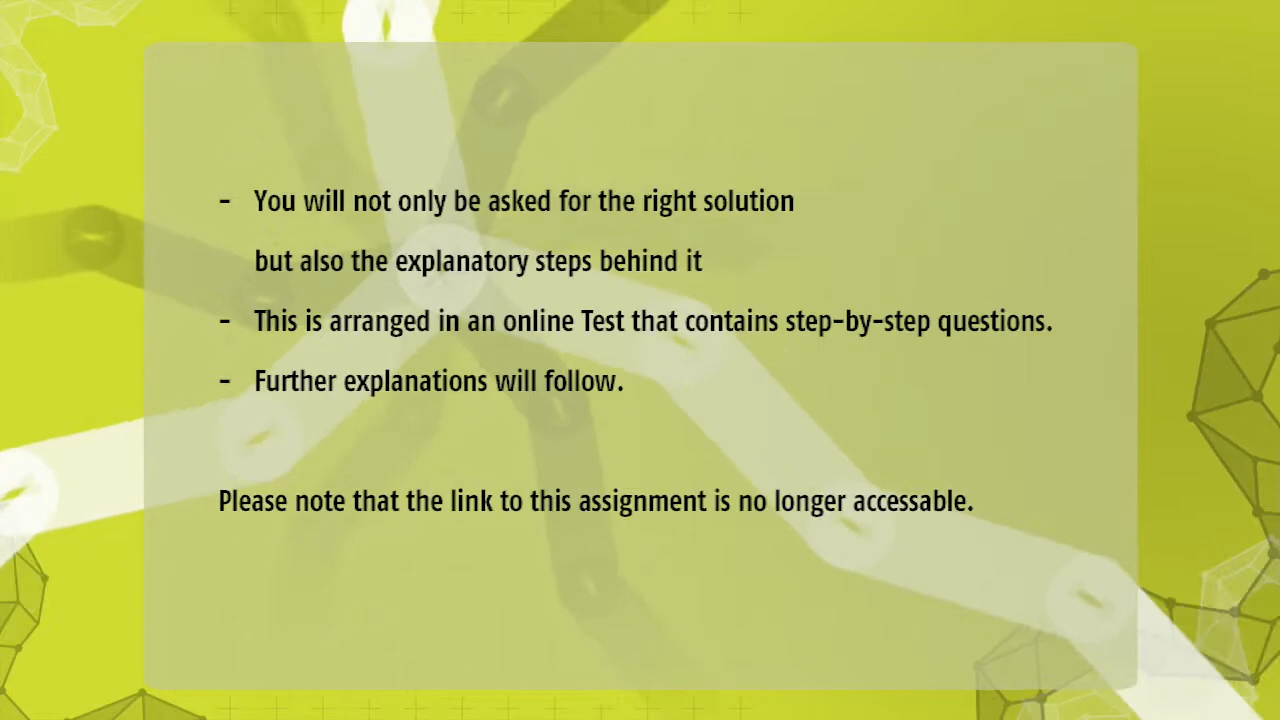 - You will not only be asked for the right solution
but also the explanatory steps behind it
- This is arranged in an online Test that contains step-by-step questions.
- Further explanations will follow.
Please note that the link to this assignment is no longer accessable.